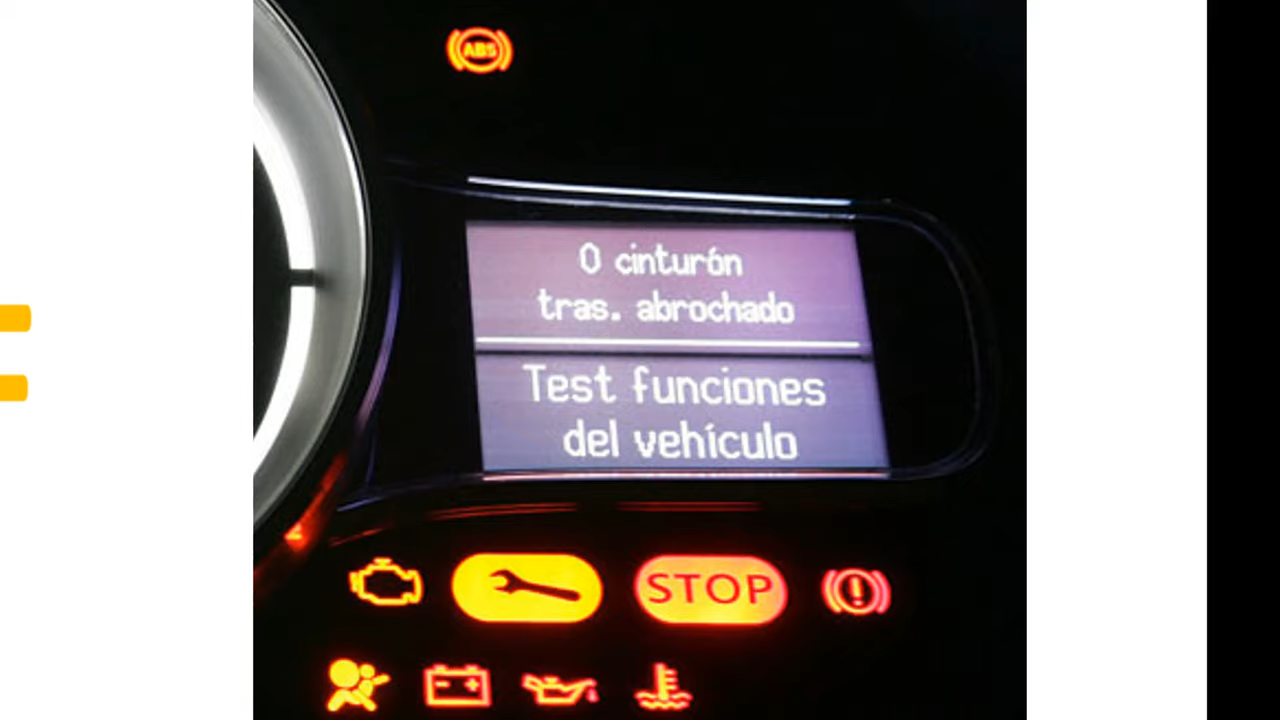 ABS
0 cinturón
tras. abrochado
Test funciones
del vehículo
STOP